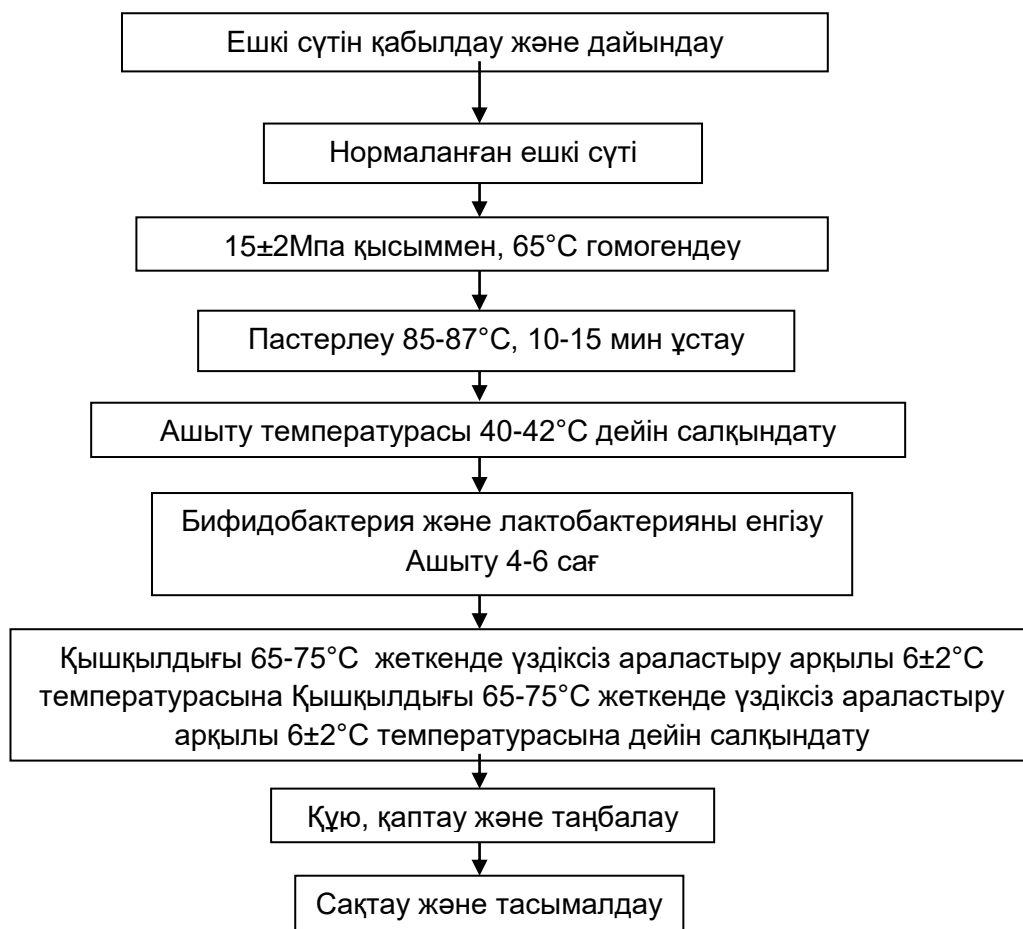 Ешкі сүтін қабылдау және дайындау
Нормаланған ешкі сүті
15±2Мпа қысыммен, 65°С гомогендеу
Пастерлеу 85-87°С, 10-15 мин ұстау
Ашыту температурасы 40-42°С дейін салқындату
Бифидобактерия және лактобактерияны енгізу
Ашыту 4-6 сағ
Қышқылдығы 65-75°С жеткенде үздіксіз араластыру арқылы 6±2°С
температурасына Қышқылдығы 65-75°С жеткенде үздіксіз араластыру
арқылы 6±2°С температурасына дейін салқындату
Құю, қаптау және таңбалау
Сақтау және тасымалдау